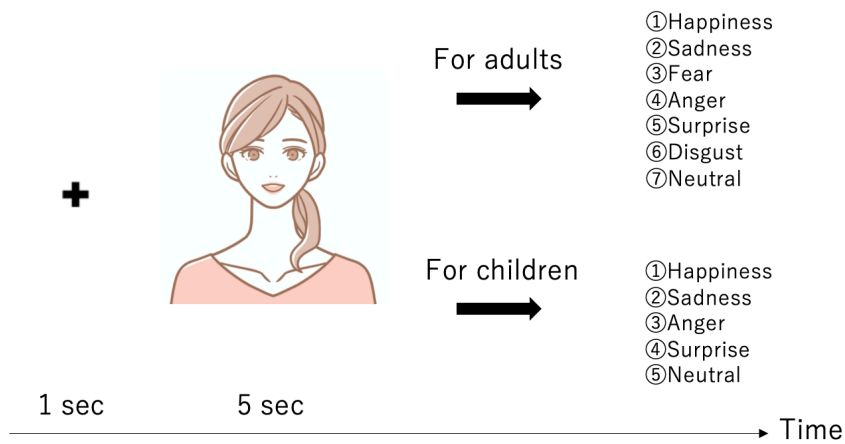 For adults
①Happiness
②Sadness
③Fear
④Anger
⑤Surprise
⑥Disgust
⑦Neutral
For children
①Happiness
②Sadness
③Anger
④Surprise
⑤Neutral
1 sec
5 sec
Time